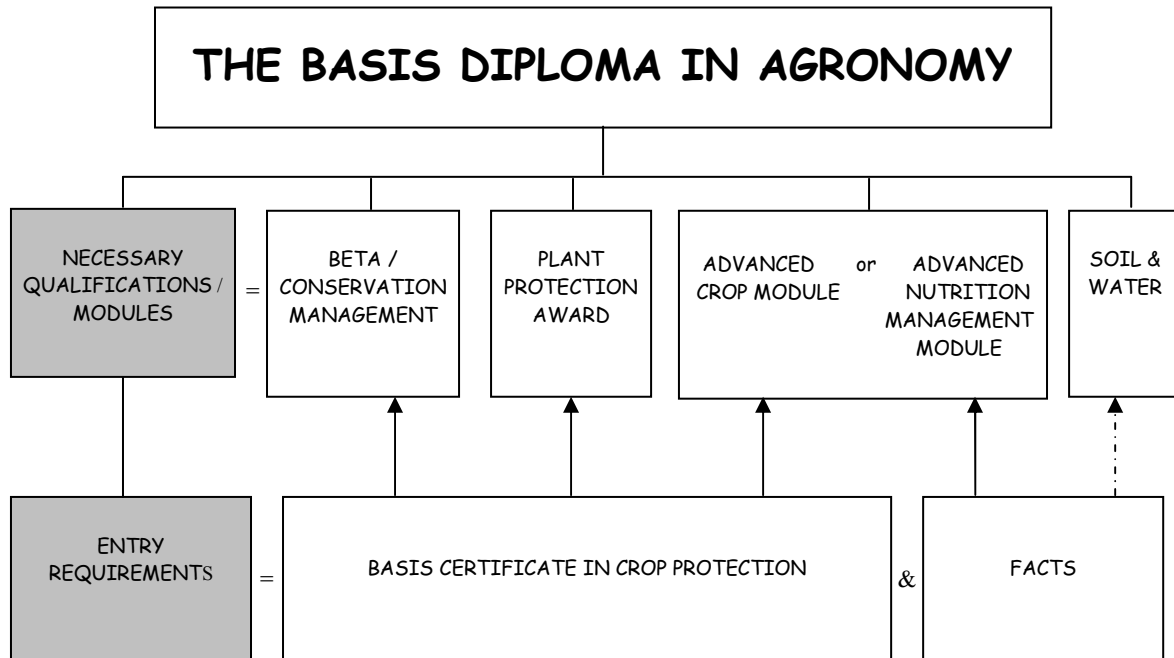 THE BASIS DIPLOMA IN AGRONOMY
NECESSARY
QUALIFICATIONS /
MODULES
=
BETA /
CONSERVATION
MANAGEMENT
PLANT
PROTECTION
AWARD
ADVANCED
CROP MODULE
or
ADVANCED
NUTRITION
MANAGEMENT
MODULE
SOIL &
WATER
ENTRY
REQUIREMENTS
=
BASIS CERTIFICATE IN CROP PROTECTION
&
FACTS